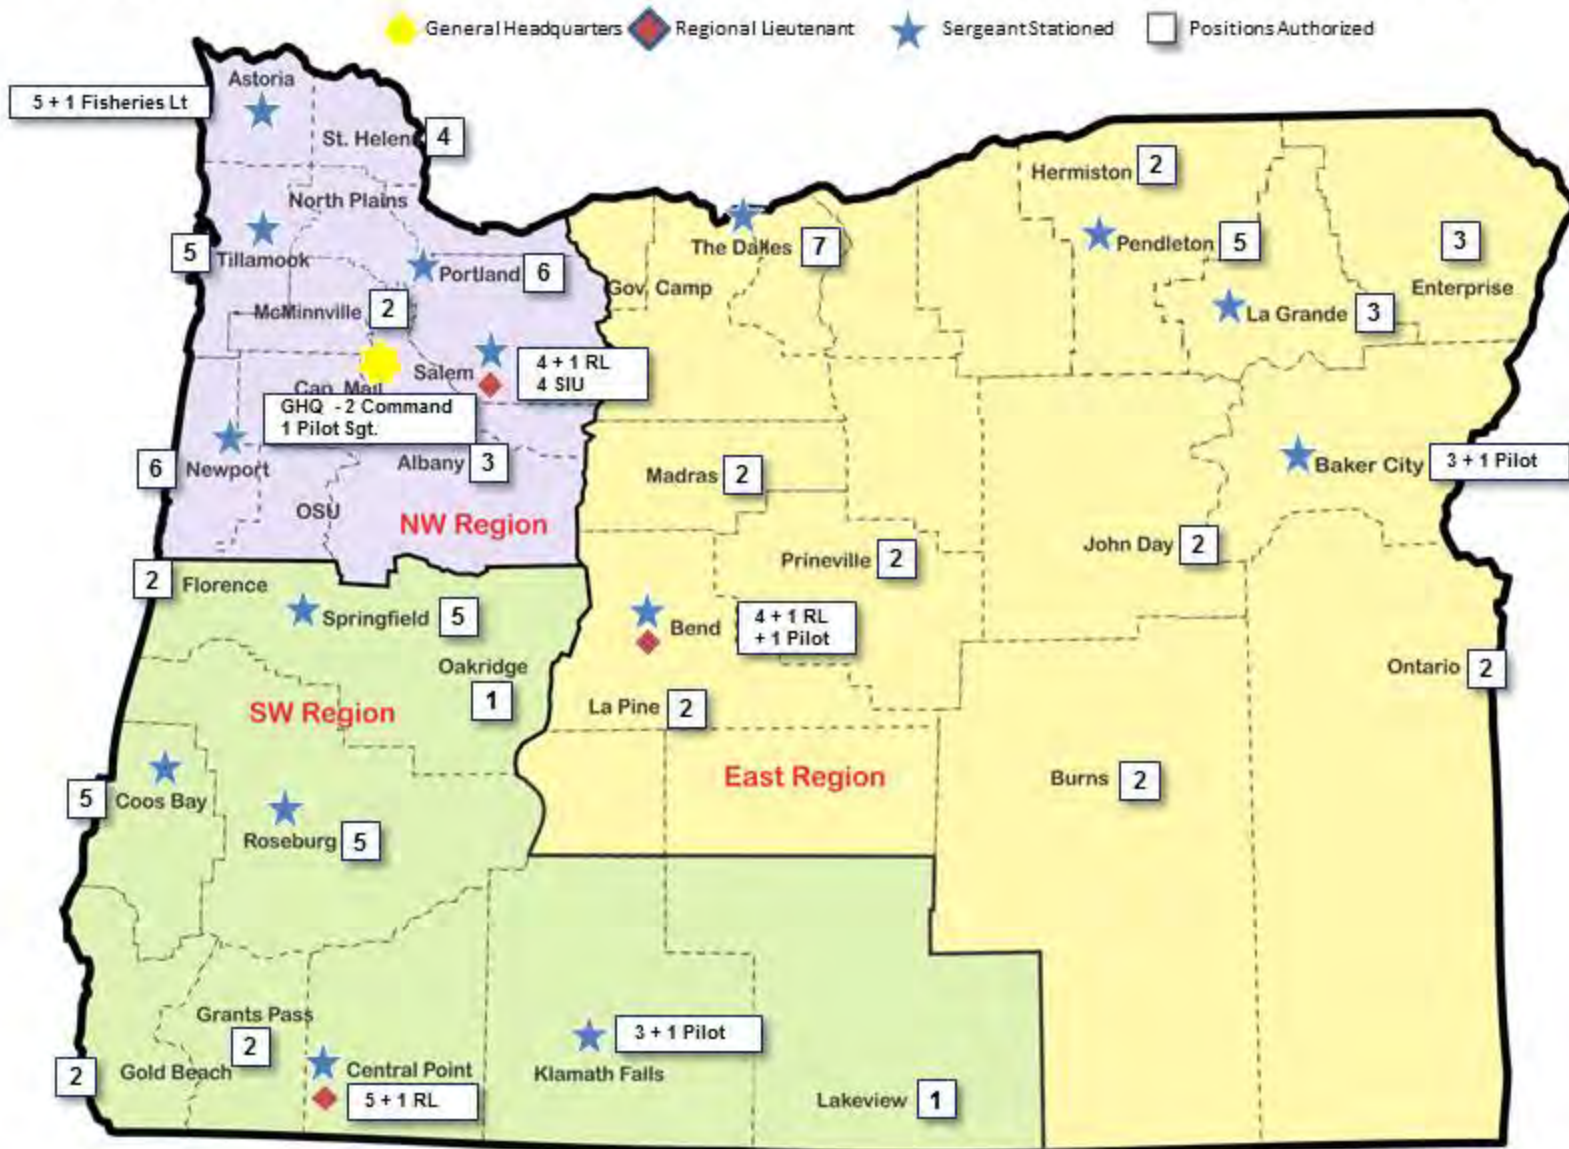 General Headquarters
Regional Lieutenant
Sergeant Stationed
Positions Authorized
Astoria
5 + 1 Fisheries Lt
St. Helen
4
North Plains
Tillamook
5
Portland
6
McMinnville
2
Salem
4 + 1 RL
4 SIU
Cap. Mall
GHQ - 2 Command
1 Pilot Sgt.
Newport
6
Albany
3
OSU
NW Region
Hermiston
2
The Dalles
7
Pendleton
5
3
Enterprise
Gov. Camp
La Grande
3
Madras
2
Baker City
3 + 1 Pilot
Prineville
2
John Day
2
Bend
4 + 1 RL
+ 1 Pilot
La Pine
2
Ontario
2
East Region
Burns
2
2
Florence
Springfield
5
Oakridge
1
SW Region
5
Coos Bay
Roseburg
5
Grants Pass
2
2
Gold Beach
Central Point
5 + 1 RL
3 + 1 Pilot
Klamath Falls
Lakeview
1